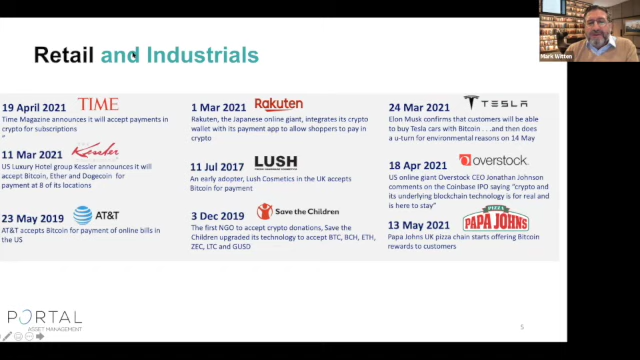 Retail and Industrials
Mark Witten
19 April 2021 TIME
Time Magazine announces it will accept payments in
crypto for subscriptions
"
11 Mar 2021 Kessler
US Luxury Hotel group Kessler announces it will
accept Bitcoin, Ether and Dogecoin for
payment at 8 of its locations
23 May 2019 AT&T
AT&T accepts Bitcoin for payment of online bills in
the US
1 Mar 2021 Rakuten
Rakuten, the Japanese online giant, integrates its crypto
wallet with its payment app to allow shoppers to pay in
crypto
11 Jul 2017 LUSH
An early adopter, Lush Cosmetics in the UK accepts
Bitcoin for payment
3 Dec 2019 Save the Children
The first NGO to accept crypto donations, Save the
Children upgraded its technology to accept BTC, BCH, ETH,
ZEC, LTC and GUSD
24 Mar 2021 TESLA
Elon Musk confirms that customers will be able
to buy Tesla cars with Bitcoin . . . and then does
a u-turn for environmental reasons on 14 May
18 Apr 2021 overstock
US online giant Overstock CEO Jonathan Johnson
comments on the Coinbase IPO saying "crypto and
its underlying blockchain technology is for real and
is here to stay"
13 May 2021 PIZZA PAPA JOHNS
Papa Johns UK pizza chain starts offering Bitcoin
rewards to customers
PORTAL
ASSET MANAGEMENT
5